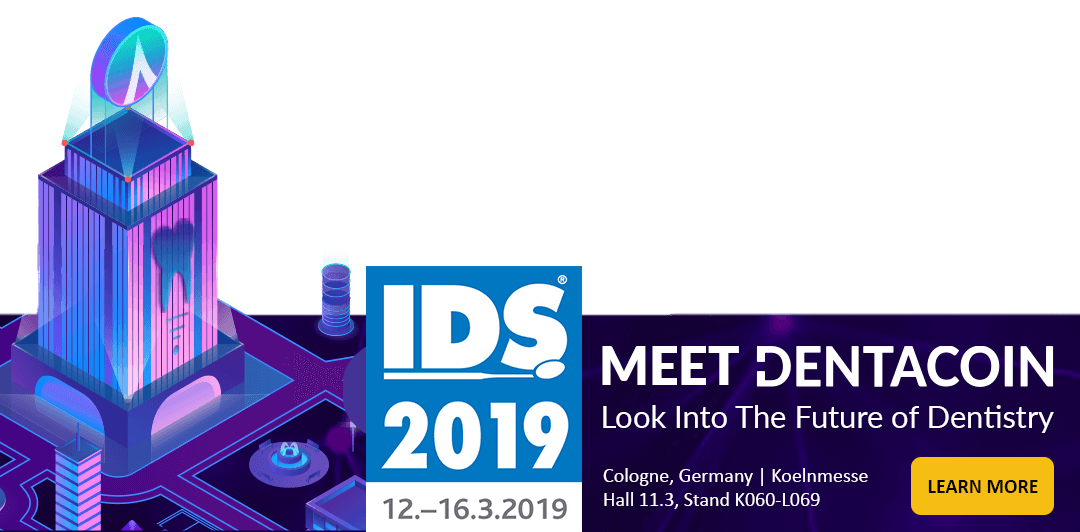 IDS®
2019
12.–16.3.2019
MEET DENTACOIN
Look Into The Future of Dentistry
Cologne, Germany | Koelnmesse
Hall 11.3, Stand K060-L069
LEARN MORE